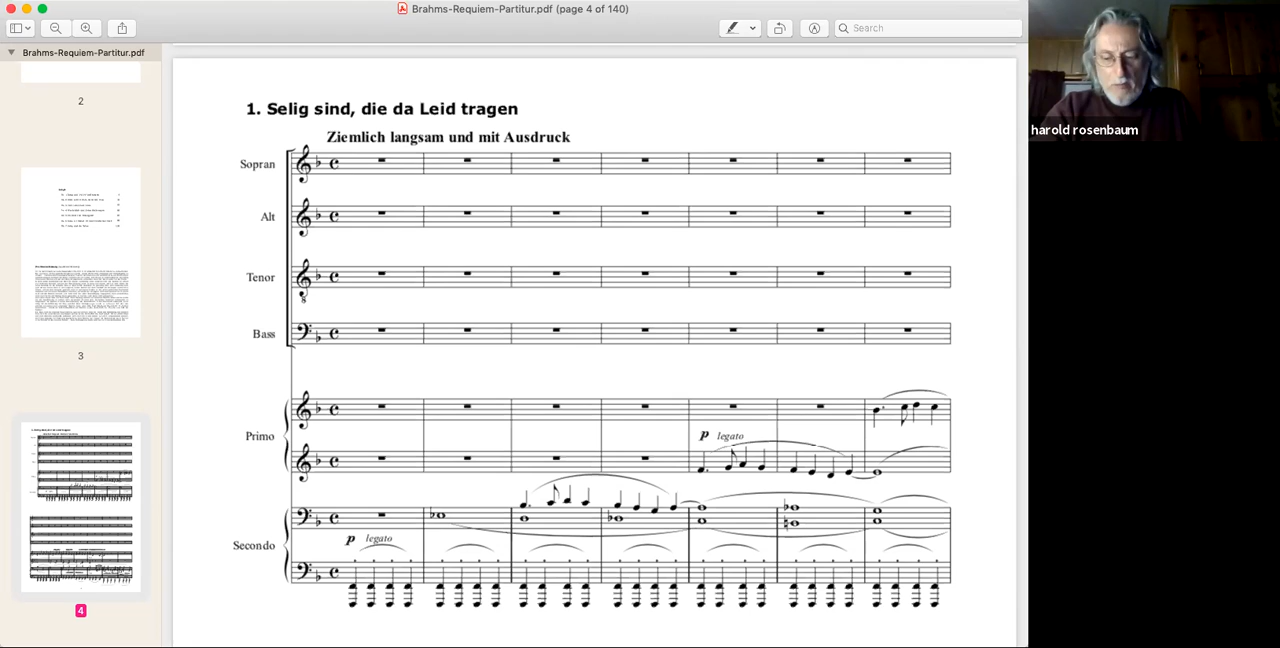 Brahms-Requiem-Partitur.pdf (page 4 of 140)
Search
Brahms-Requiem-Partitur.pdf
2
3
4
1. Selig sind, die da Leid tragen
Ziemlich langsam und mit Ausdruck
Sopran
Alt
Tenor
8
Bass
Primo
p legato
Secondo
p legato
harold rosenbaum